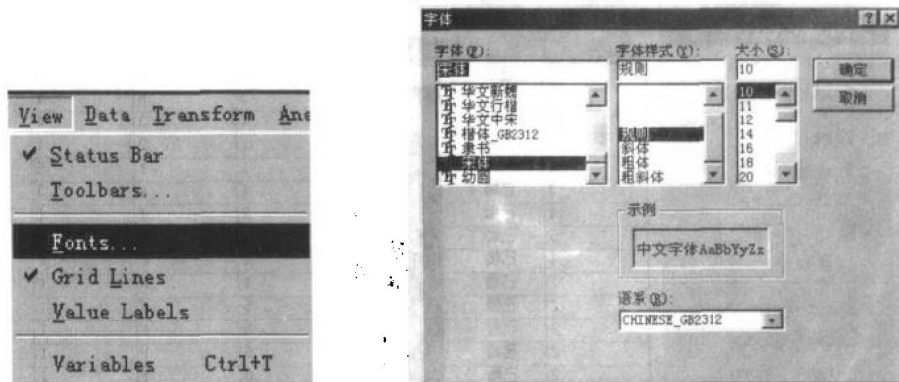 View Data Transform Ana
Status Bar
Toolbars...
Fonts...
Grid Lines
Value Labels
Variables Ctrl+T
字体
字体(F):
宋体
华文新魏
华文行楷
华文中宋
楷体_GB2312
隶书
宋体
幼圆
字体样式(Y):
规则
规则
斜体
粗体
粗斜体
大小(S):
10
10
11
12
14
16
18
20
确定
取消
示例
中文字体AaBbYyZz
语系(R):
CHINESE_GB2312